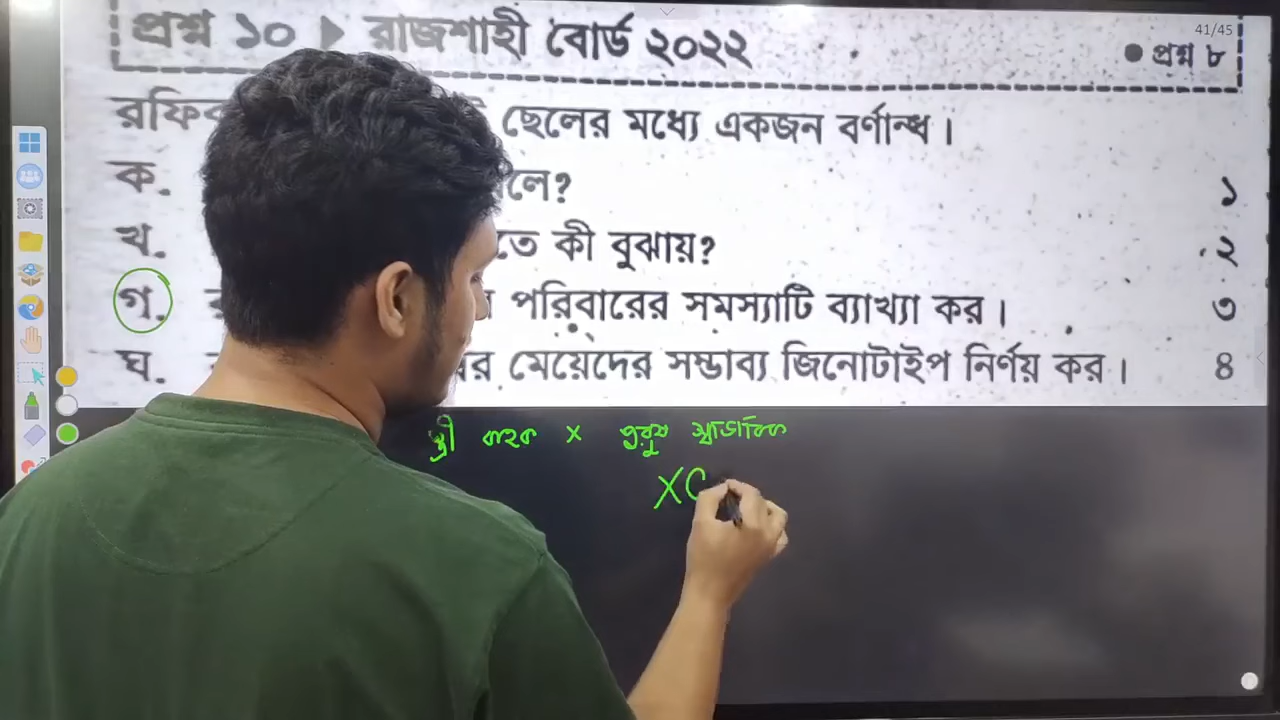 41/45
প্রশ্ন ১০ ▶ রাজশাহী বোর্ড ২০২২ ● প্রশ্ন ৮
ছেলের মধ্যে একজন বর্ণান্ধ।
ক. ১
খ. কী বুঝায়? ২
গ. পরিবারের সমস্যাটি ব্যাখ্যা কর। ৩
ঘ. মেয়েদের সম্ভাব্য জিনোটাইপ নির্ণয় কর। ৪
স্ত্রী বাহক x পুরুষ স্বাভাবিক
XC